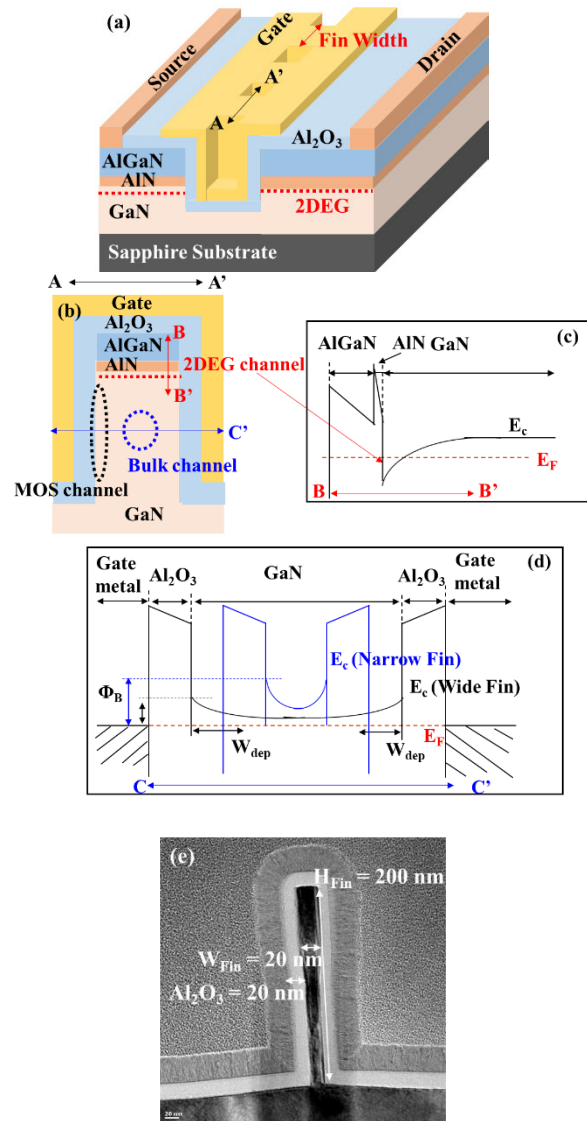 (a)
Gate
Fin Width
Source
Drain
A'
A
Al₂O₃
AlGaN
AlN
GaN
2DEG
Sapphire Substrate
A A'
(b)
Gate
Al₂O₃
AlGaN
AlN
B
2DEG channel
B'
C'
Bulk channel
MOS channel
GaN
(c)
AlN
AlGaN GaN
E_c
E_F
B B'
(d)
Gate metal
Al₂O₃
GaN
Al₂O₃
Gate metal
E_c (Narrow Fin)
Φ_B
E_c (Wide Fin)
E_F
W_dep
W_dep
C C'
(e)
H_Fin = 200 nm
W_Fin = 20 nm
Al₂O₃ = 20 nm
20 nm